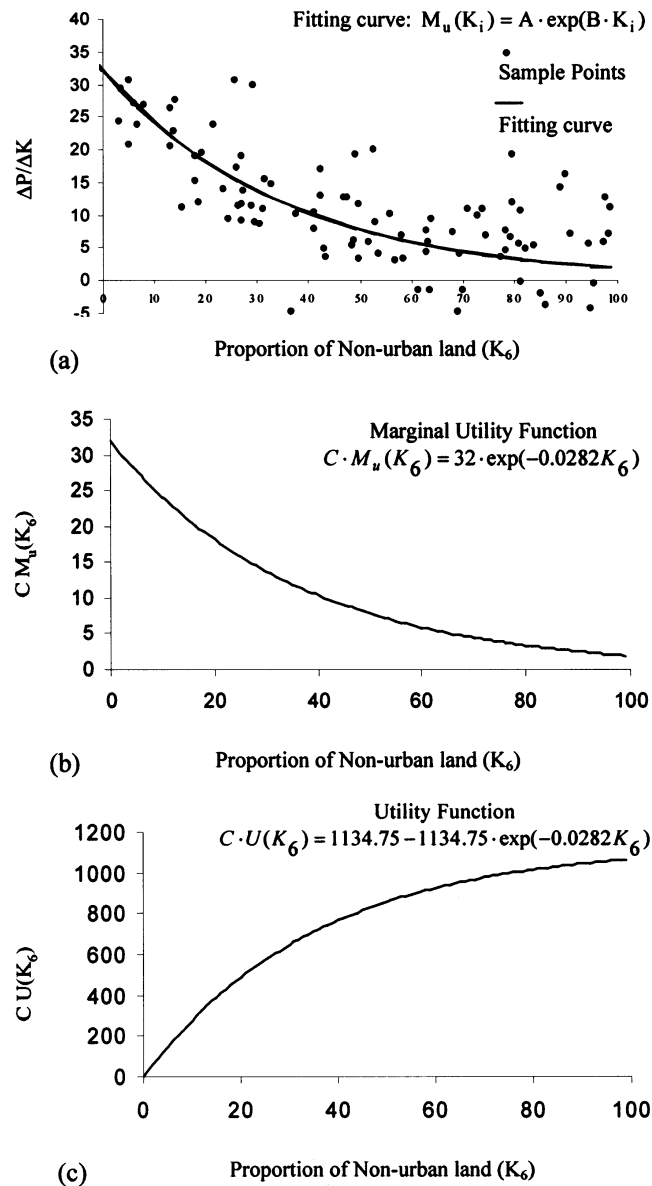 Fitting curve: Mᵤ(Kᵢ) = A·exp(B·Kᵢ)
Sample Points
Fitting curve
ΔP/ΔK
40
35
30
25
20
15
10
5
0
-5
0 10 20 30 40 50 60 70 80 90 100
(a) Proportion of Non-urban land (K₆)
Marginal Utility Function
C·Mᵤ(K₆) = 32·exp(−0.0282K₆)
C Mᵤ(K₆)
35
30
25
20
15
10
5
0
0 20 40 60 80 100
(b) Proportion of Non-urban land (K₆)
Utility Function
C·U(K₆) = 1134.75 − 1134.75·exp(−0.0282K₆)
C U(K₆)
1200
1000
800
600
400
200
0
0 20 40 60 80 100
(c) Proportion of Non-urban land (K₆)